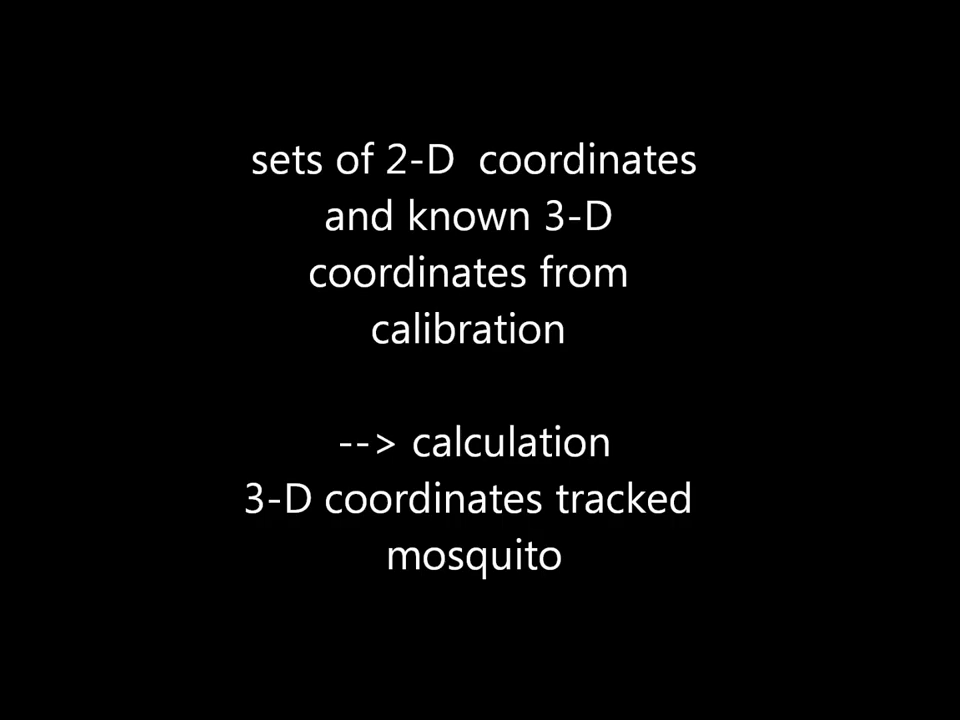 sets of 2-D  coordinates
and known 3-D
coordinates from
calibration
--> calculation
3-D coordinates tracked
mosquito